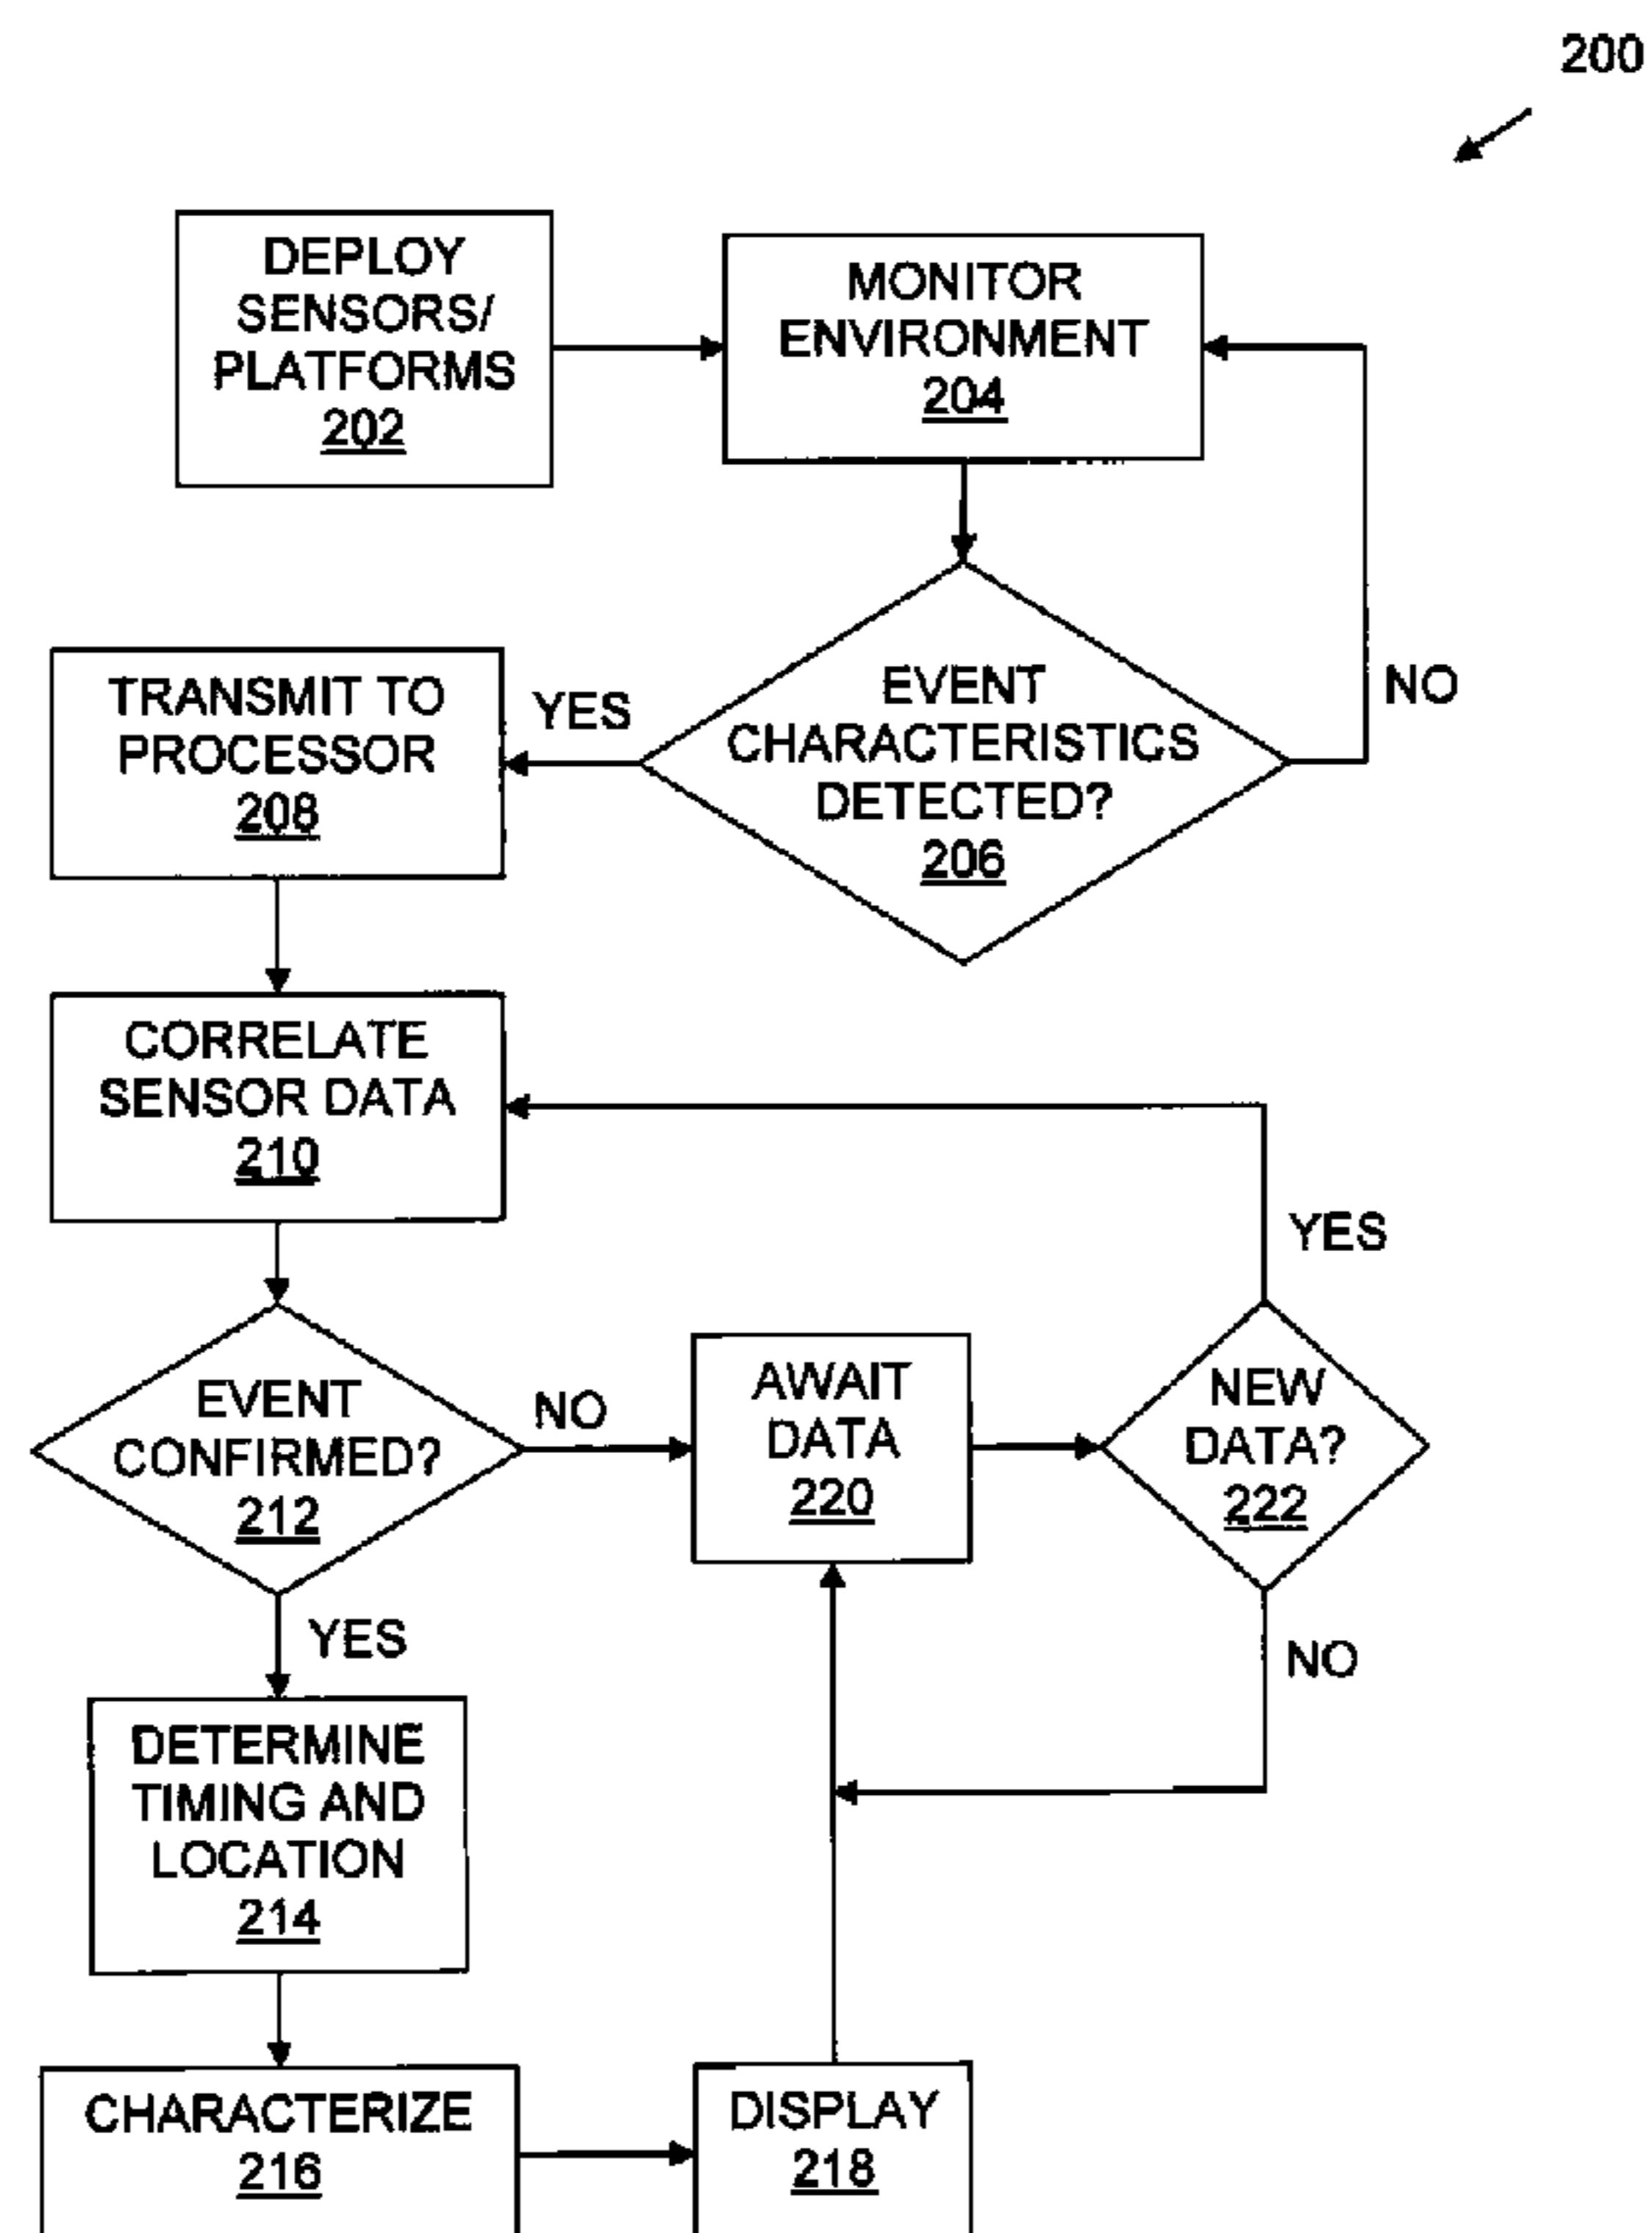 200
DEPLOY
SENSORS/
PLATFORMS
202
MONITOR
ENVIRONMENT
204
EVENT
CHARACTERISTICS
DETECTED?
206
NO
YES
TRANSMIT TO
PROCESSOR
208
CORRELATE
SENSOR DATA
210
EVENT
CONFIRMED?
212
NO
AWAIT
DATA
220
NEW
DATA?
222
YES
NO
YES
DETERMINE
TIMING AND
LOCATION
214
CHARACTERIZE
216
DISPLAY
218